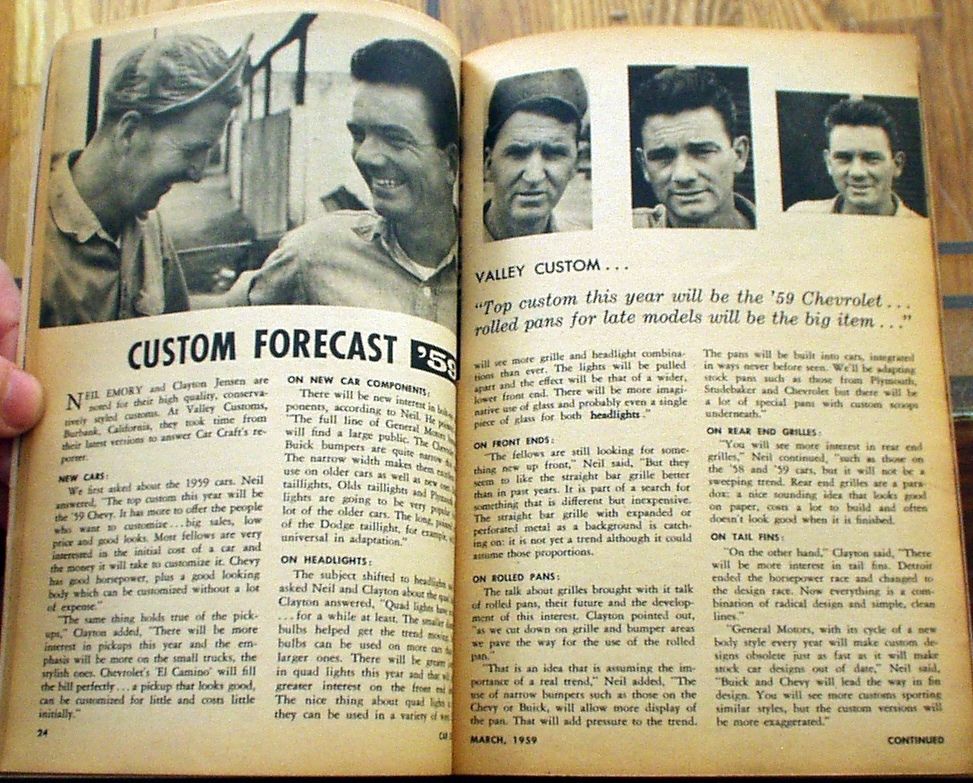 CUSTOM FORECAST '59
NEIL EMORY and Clayton Jensen are
noted for their high quality, conserva-
tively styled customs. At Valley Customs,
Burbank, California, they took time from
their latest versions to answer Car Craft's re-
porter.
NEW CARS:
We first asked about the 1959 cars. Neil
answered, "The top custom this year will be
the '59 Chevy. It has more to offer the people
who want to customize... big sales, low
price and good looks. Most fellows are very
interested in the initial cost of a car and
the money it will take to customize it. Chevy
has good horsepower, plus a good looking
body which can be customized without a lot
of expense."
"The same thing holds true of the pick-
ups," Clayton added, "There will be more
interest in pickups this year and the em-
phasis will be more on the small trucks, the
stylish ones. Chevrolet's 'El Camino' will fill
the bill perfectly... a pickup that looks good,
can be customized for little and costs little
initially."
24
ON NEW CAR COMPONENTS:
There will be new interest in
ponents, according to Neil. He
The full line of General Motors
will find a large public. The
Buick bumpers are quite narrow
The narrow width makes them
use on older cars as well as new
taillights, Olds taillights and
lights are going to be very popular
lot of the older cars. The long,
of the Dodge taillight, for example,
universal in adaptation."
ON HEADLIGHTS:
The subject shifted to headlights
asked Neil and Clayton about the
Clayton answered, "Quad lights
...for a while at least. The smaller
bulbs helped get the trend
bulbs can be used on more
larger ones. There will be
in quad lights this year and
greater interest on the front
The nice thing about quad lights
they can be used in a variety of
CAR
VALLEY CUSTOM...
"Top custom this year will be the '59 Chevrolet...
rolled pans for late models will be the big item..."
will see more grille and headlight combina-
tions than ever. The lights will be pulled
apart and the effect will be that of a wider,
lower front end. There will be more imagi-
native use of glass and probably even a single
piece of glass for both headlights."
ON FRONT ENDS:
"The fellows are still looking for some-
thing new up front," Neil said, "But they
seem to like the straight bar grille better
than in past years. It is part of a search for
something that is different but inexpensive.
The straight bar grille with expanded or
perforated metal as a background is catch-
ing on: it is not yet a trend although it could
assume those proportions.
ON ROLLED PANS:
The talk about grilles brought with it talk
of rolled pans, their future and the develop-
ment of this interest. Clayton pointed out,
"as we cut down on grille and bumper areas
we pave the way for the use of the rolled
pan."
"That is an idea that is assuming the im-
portance of a real trend," Neil added, "The
use of narrow bumpers such as those on the
Chevy or Buick, will allow more display of
the pan. That will add pressure to the trend.
MARCH, 1959
The pans will be built into cars, integrated
in ways never before seen. We'll be adapting
stock pans such as those from Plymouth,
Studebaker and Chevrolet but there will be
a lot of special pans with custom scoops
underneath."
ON REAR END GRILLES:
"You will see more interest in rear end
grilles," Neil continued, "such as those on
the '58 and '59 cars, but it will not be a
sweeping trend. Rear end grilles are a para-
dox: a nice sounding idea that looks good
on paper, costs a lot to build and often
doesn't look good when it is finished.
ON TAIL FINS:
"On the other hand," Clayton said, "There
will be more interest in tail fins. Detroit
ended the horsepower race and changed to
the design race. Now everything is a com-
bination of radical design and simple, clean
lines."
"General Motors, with its cycle of a new
body style every year will make custom de-
signs obsolete just as fast as it will make
stock car designs out of date," Neil said,
"Buick and Chevy will lead the way in fin
design. You will see more customs sporting
similar styles, but the custom versions will
be more exaggerated."
CONTINUED